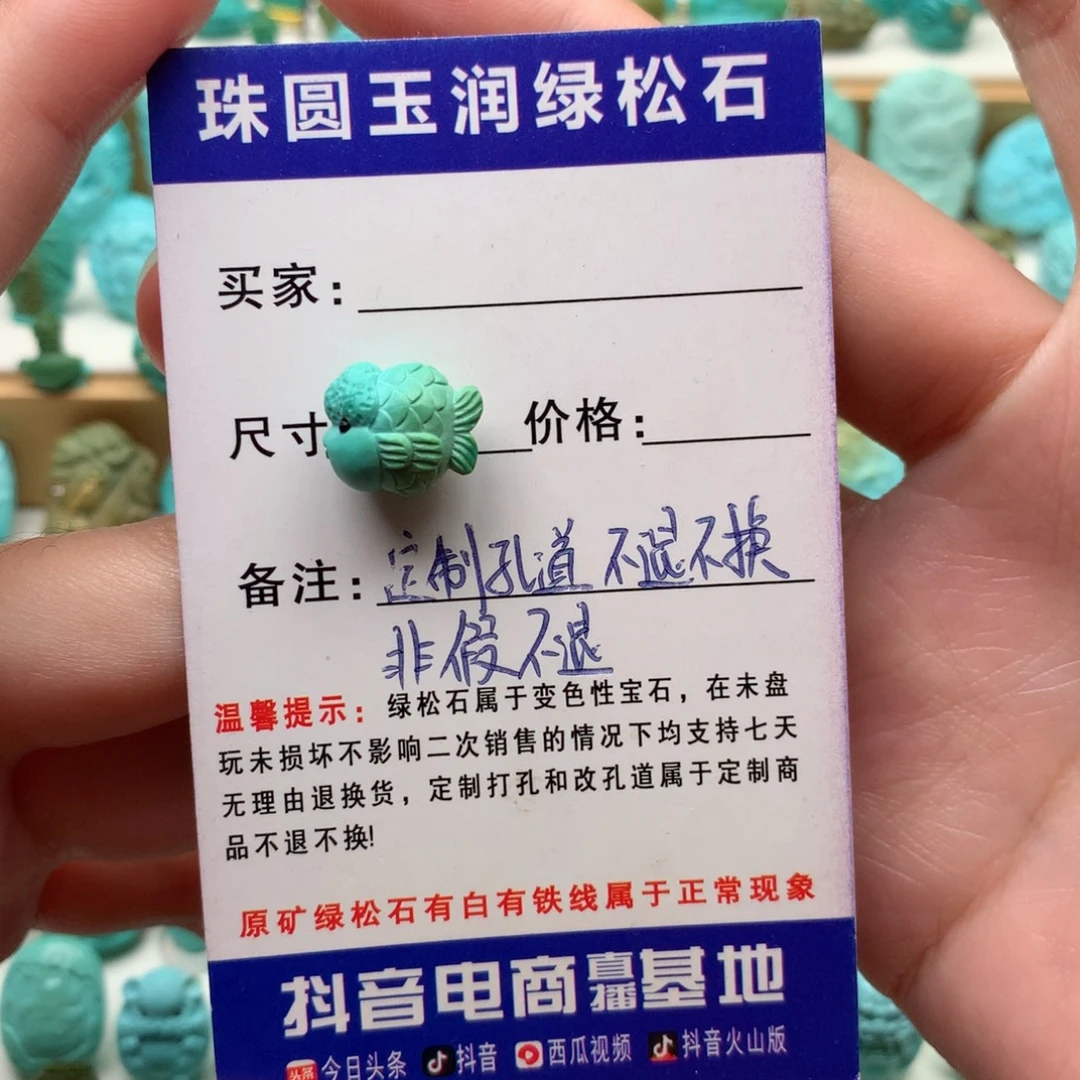 珠圆玉润绿松石
买家：
尺寸 价格：
备注：定制孔道 不退不换
非假不退
温馨提示：绿松石属于变色性宝石，在未盘
玩未损坏不影响二次销售的情况下均支持七天
无理由退换货，定制打孔和改孔道属于定制商
品不退不换!
原矿绿松石有白有铁线属于正常现象
抖音电商直播基地
头条 今日头条 抖音 西瓜视频 抖音火山版